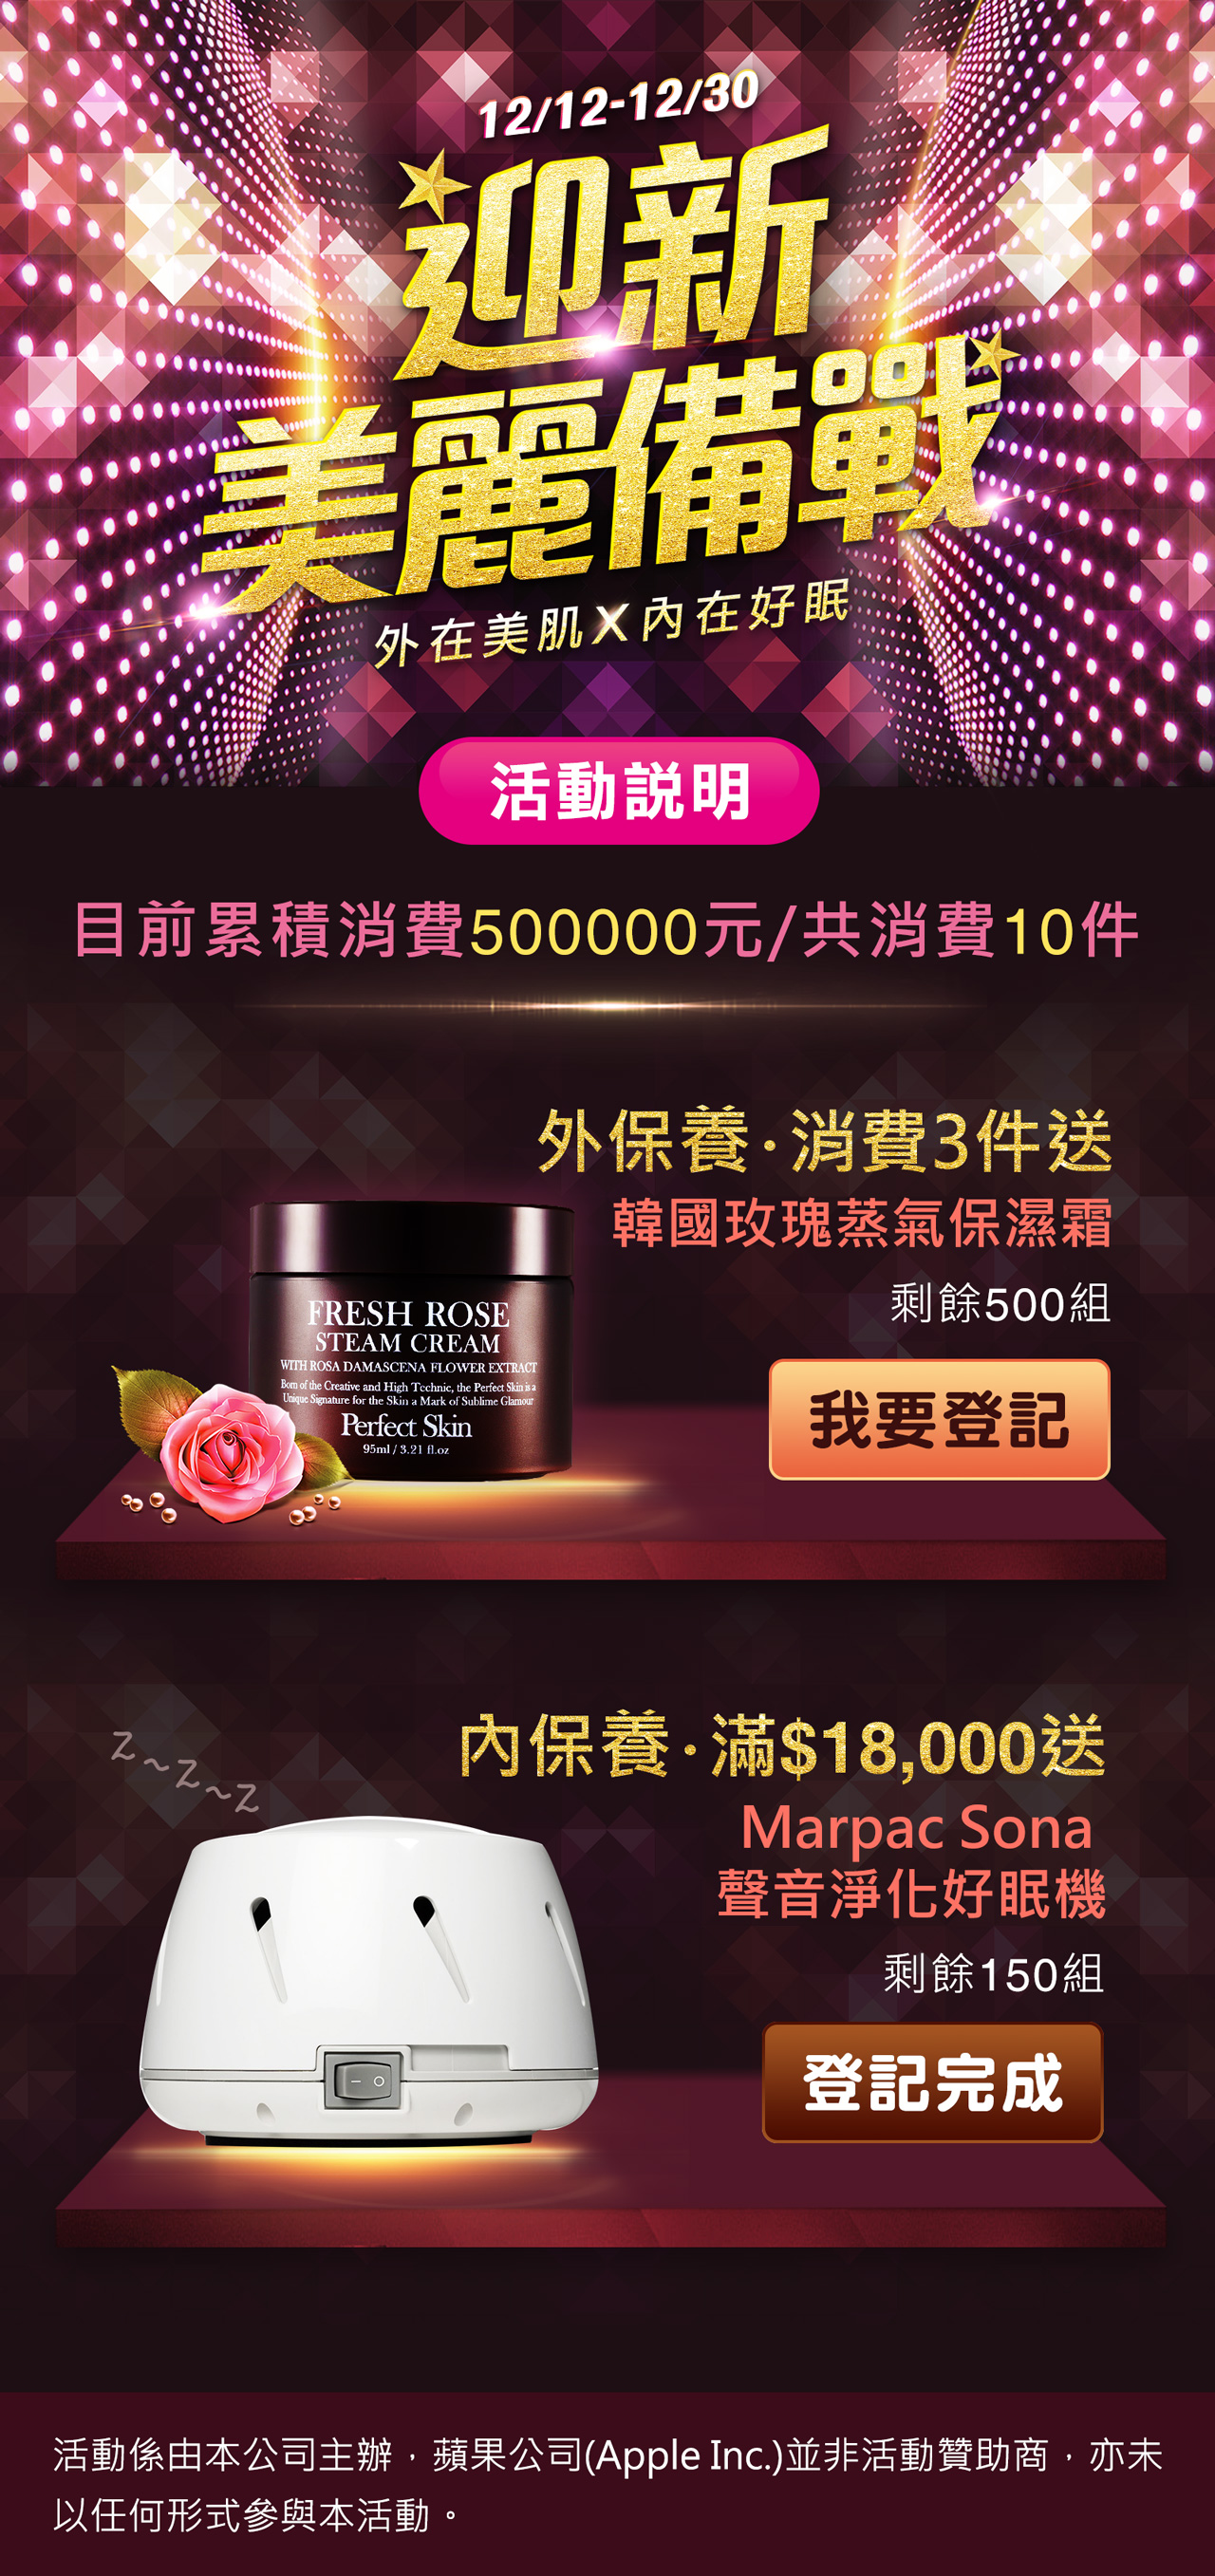 12/12-12/30
迎新
美麗備戰
外在美肌X內在好眠
活動説明
目前累積消費500000元/共消費10件
外保養·消費3件送
韓國玫瑰蒸氣保濕霜
剩餘500組
我要登記
FRESH ROSE
STEAM CREAM
WITH ROSA DAMASCENA FLOWER EXTRACT
Born of the Creative and High Technic, the Perfect Skin is a
Unique Signature for the Skin a Mark of Sublime Glamour
Perfect Skin
95ml / 3.21 fl.oz
內保養·滿$18,000送
Marpac Sona
聲音淨化好眠機
剩餘150組
登記完成
z~z~z
活動係由本公司主辦，蘋果公司(Apple Inc.)並非活動贊助商，亦未
以任何形式參與本活動。